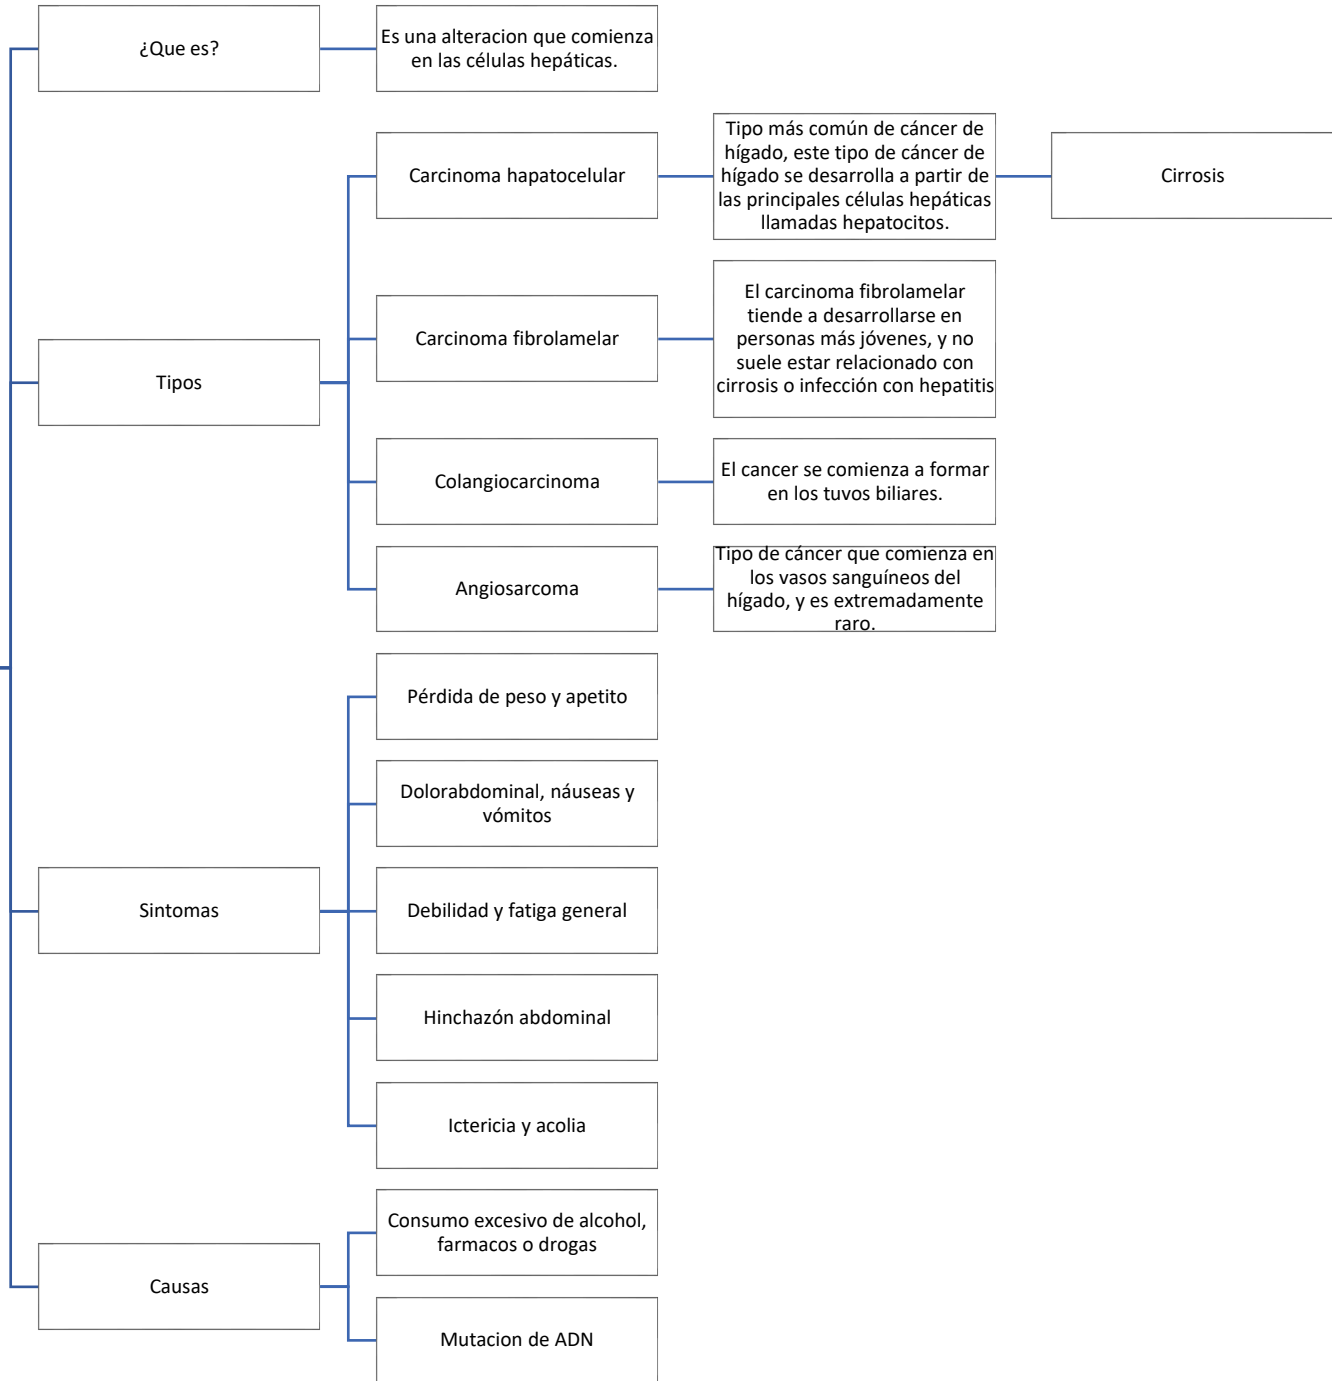 ¿Que es?
Es una alteracion que comienza
en las células hepáticas.
Tipos
Carcinoma hapatocelular
Tipo más común de cáncer de
hígado, este tipo de cáncer de
hígado se desarrolla a partir de
las principales células hepáticas
llamadas hepatocitos.
Cirrosis
Carcinoma fibrolamelar
El carcinoma fibrolamelar
tiende a desarrollarse en
personas más jóvenes, y no
suele estar relacionado con
cirrosis o infección con hepatitis
Colangiocarcinoma
El cancer se comienza a formar
en los tuvos biliares.
Angiosarcoma
Tipo de cáncer que comienza en
los vasos sanguíneos del
hígado, y es extremadamente
raro.
Sintomas
Pérdida de peso y apetito
Dolorabdominal, náuseas y
vómitos
Debilidad y fatiga general
Hinchazón abdominal
Ictericia y acolia
Causas
Consumo excesivo de alcohol,
farmacos o drogas
Mutacion de ADN